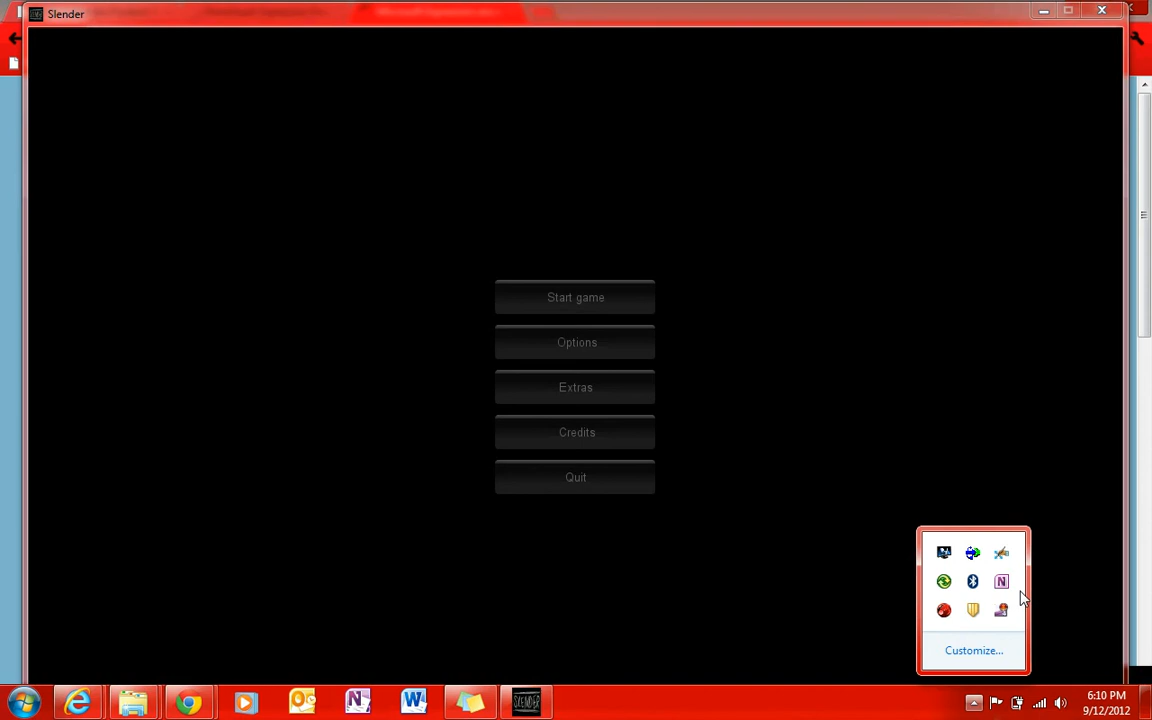 Slender
Start game
Options
Extras
Credits
Quit
Customize...
6:10 PM
9/12/2012